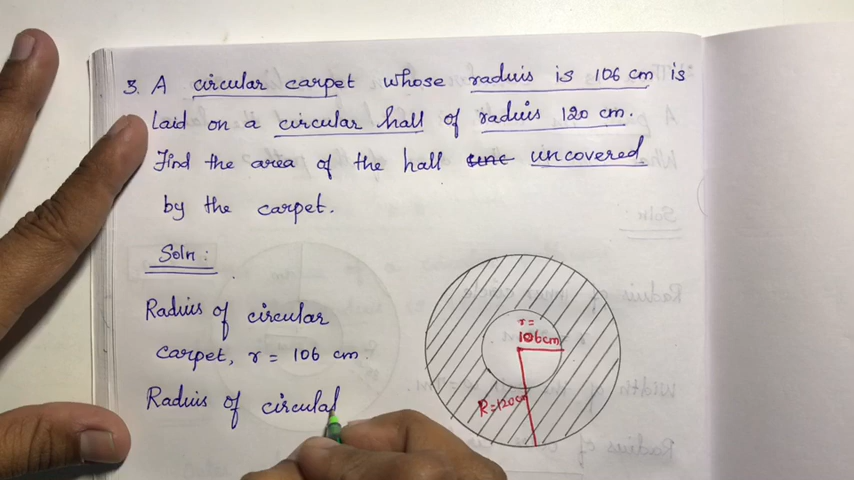 3. A circular carpet whose radius is 106 cm is
laid on a circular hall of radius 120 cm.
Find the area of the hall unc uncovered
by the carpet.
Soln :
Radius of circular
carpet, r = 106 cm.
Radius of circular
r =
106cm
R=120cm